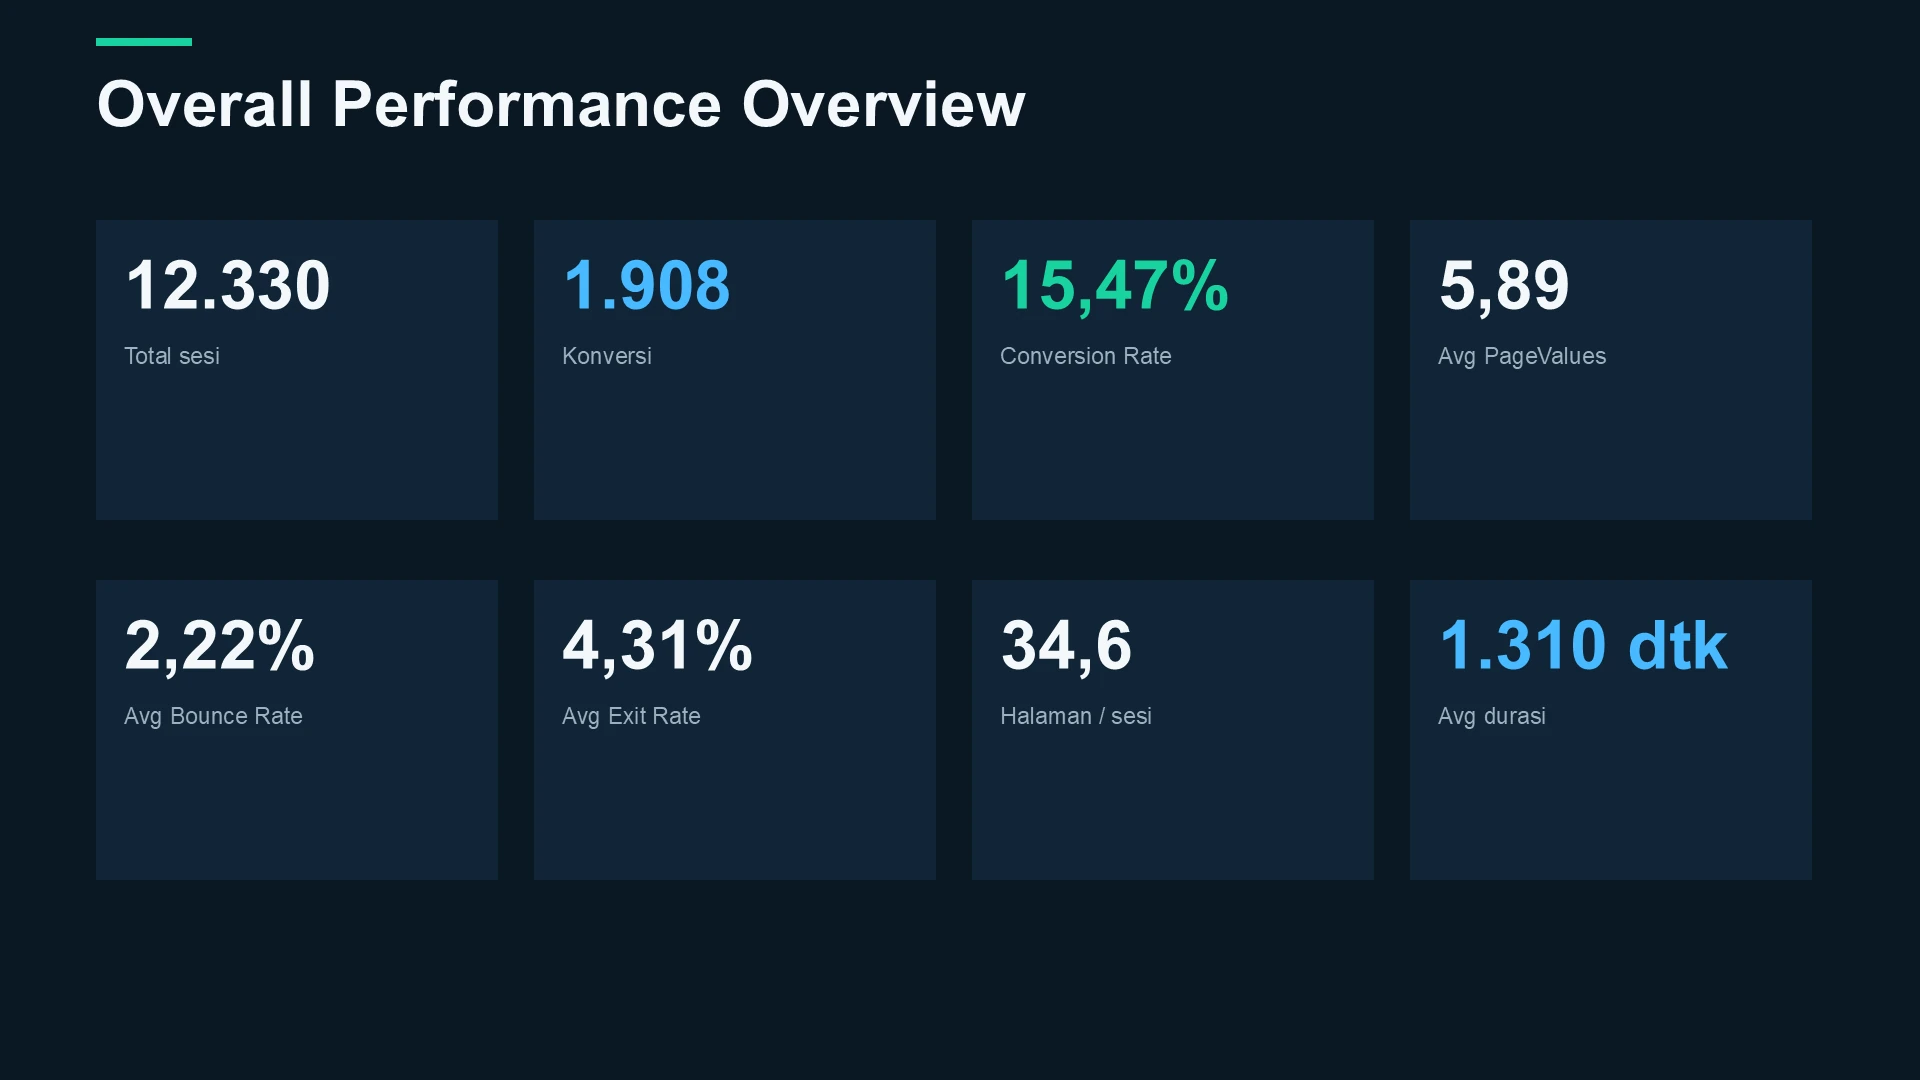 Overall Performance Overview
12.330
Total sesi
1.908
Konversi
15,47%
Conversion Rate
5,89
Avg PageValues
2,22%
Avg Bounce Rate
4,31%
Avg Exit Rate
34,6
Halaman / sesi
1.310 dtk
Avg durasi